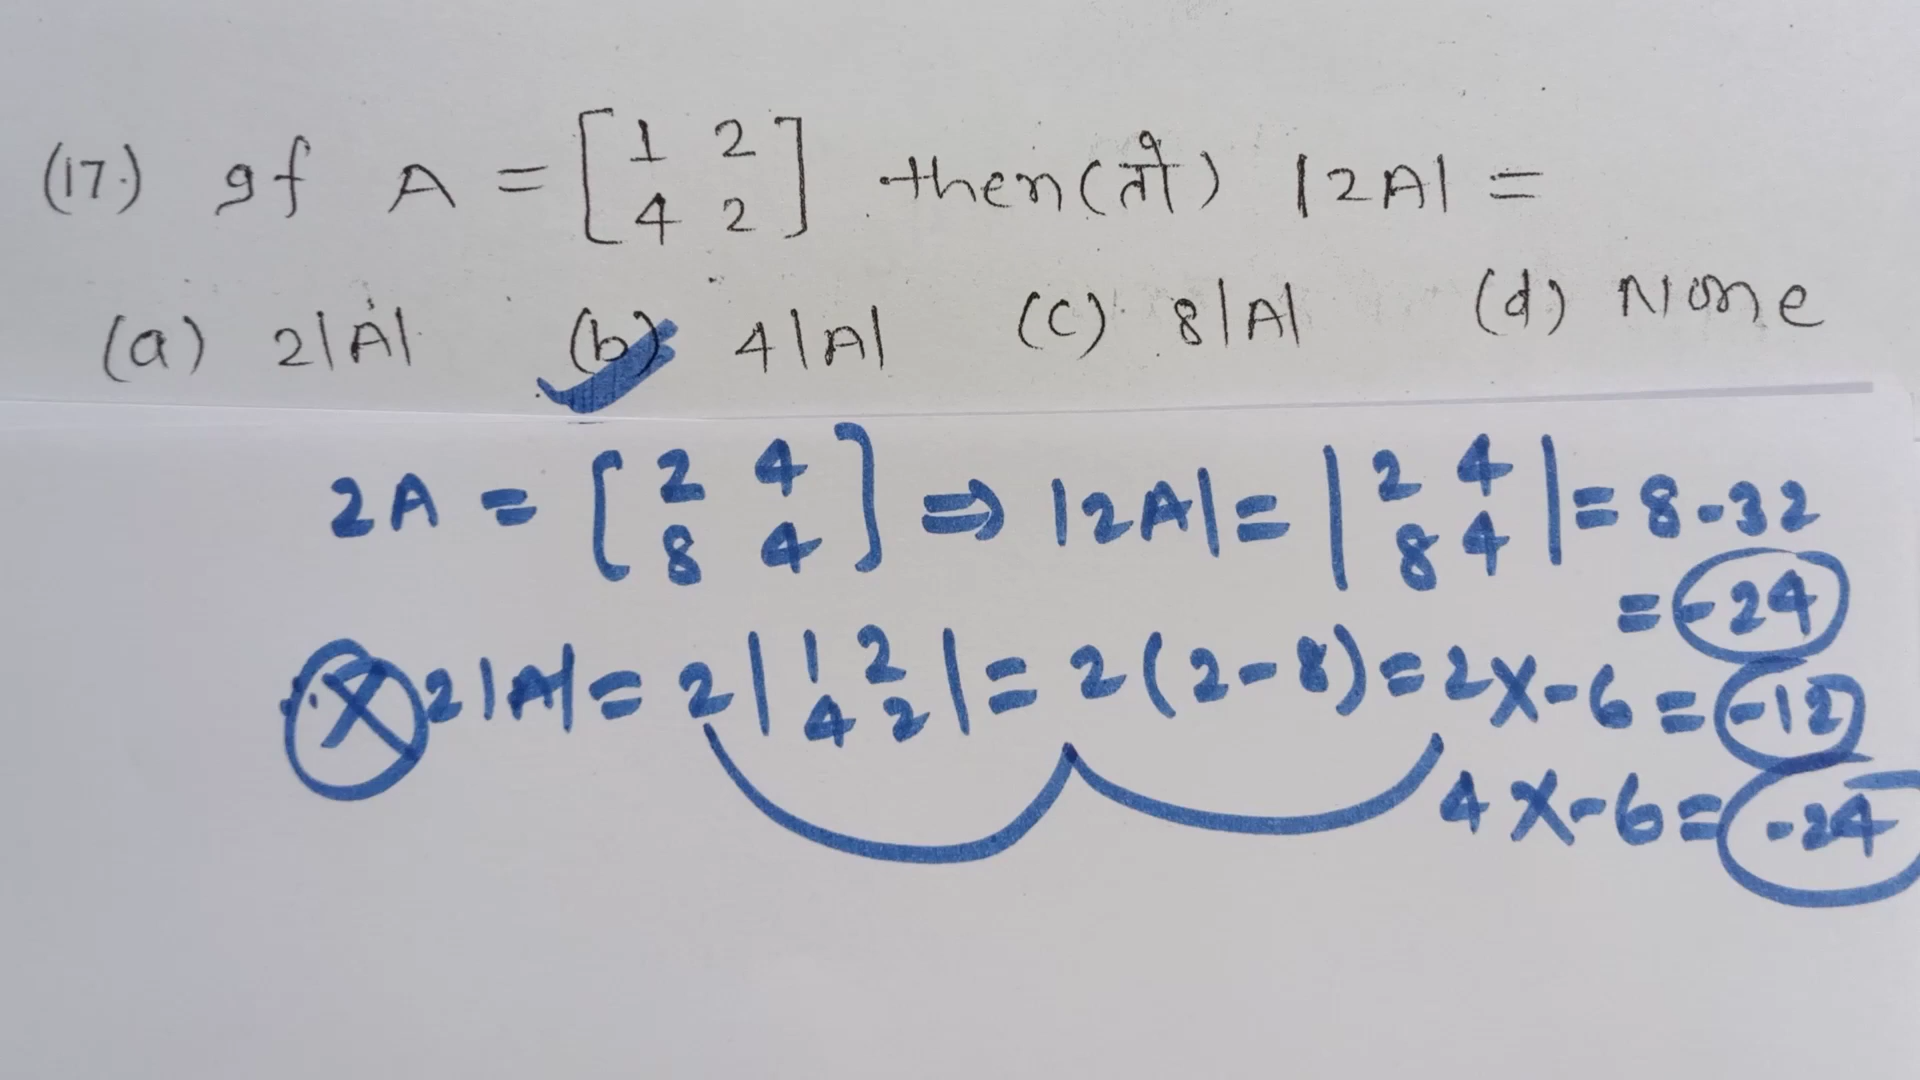 (17.) If A = [1 2 4 2] then (तो) |2A| =
(a) 2|A| (b) 4|A| (c) 8|A| (d) None
2A = [2 4 8 4] ⇒ |2A| = |2 4 8 4| = 8-32
= -24
X 2|A| = 2|1 2 4 2| = 2(2-8) = 2X-6 = -12
4X-6 = -24